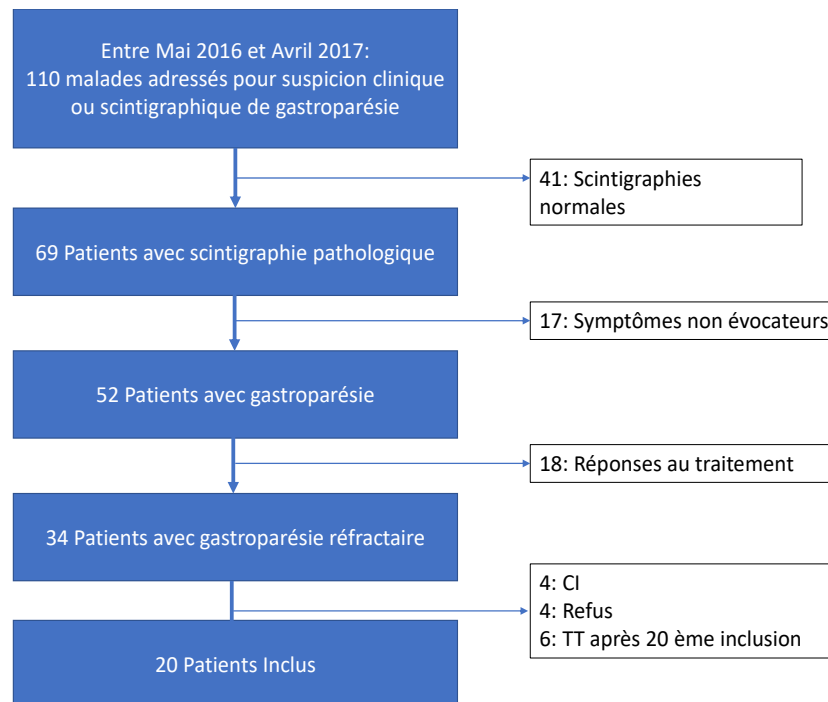 Entre Mai 2016 et Avril 2017:
110 malades adressés pour suspicion clinique
ou scintigraphique de gastroparésie
41: Scintigraphies
normales
69 Patients avec scintigraphie pathologique
17: Symptômes non évocateurs
52 Patients avec gastroparésie
18: Réponses au traitement
34 Patients avec gastroparésie réfractaire
4: CI
4: Refus
6: TT après 20 ème inclusion
20 Patients Inclus